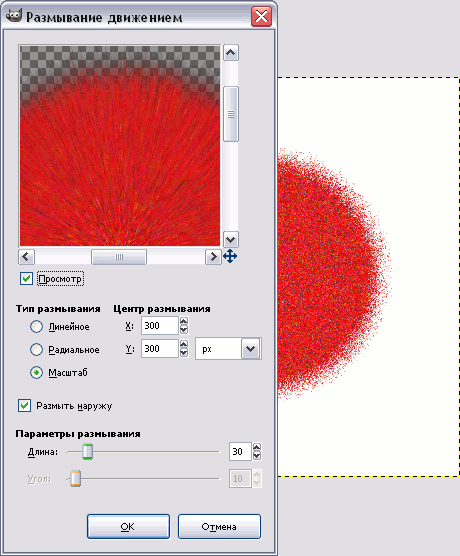 Размывание движением
Просмотр
Тип размывания Центр размывания
Линейное X: 300
Радиальное Y: 300 px
Масштаб
Размыть наружу
Параметры размывания
Длина: 30
Угол: 10
OK Отмена